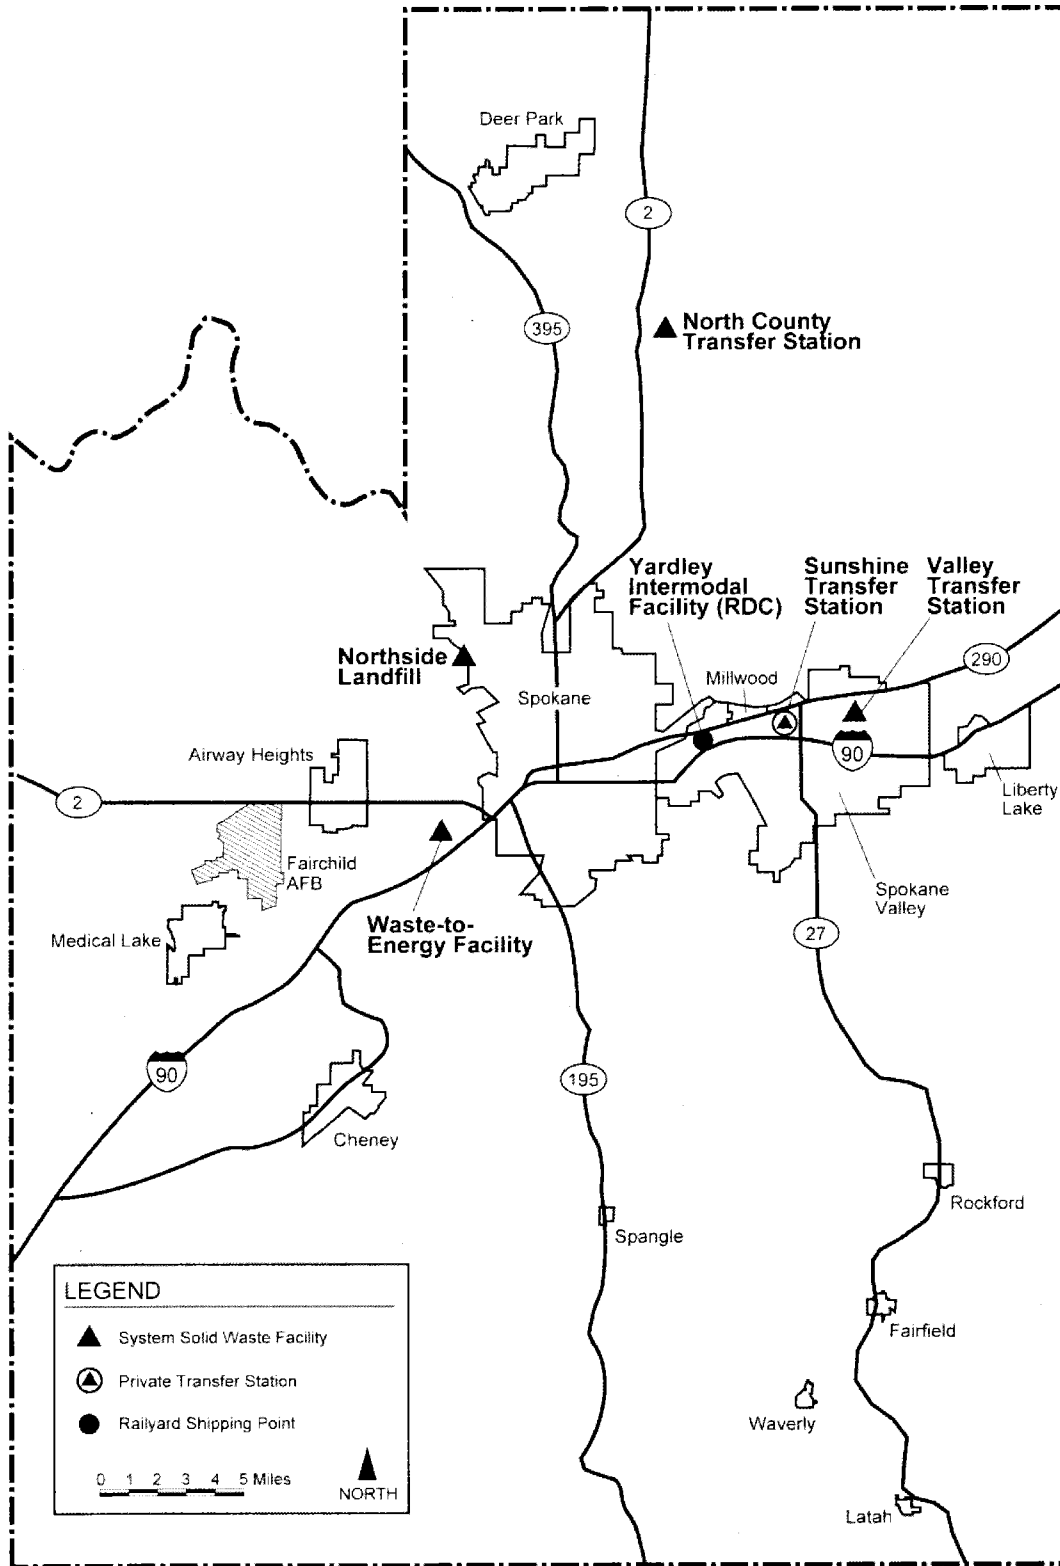 Deer Park
2
395
North County
Transfer Station
Yardley
Intermodal
Facility (RDC)
Sunshine
Transfer
Station
Valley
Transfer
Station
290
Northside
Landfill
Millwood
Spokane
Airway Heights
90
2
Liberty
Lake
Fairchild
AFB
Spokane
Valley
Medical Lake
Waste-to-
Energy Facility
27
90
195
Cheney
Rockford
Spangle
Fairfield
Waverly
Latah
LEGEND
System Solid Waste Facility
Private Transfer Station
Railyard Shipping Point
0 1 2 3 4 5 Miles
NORTH